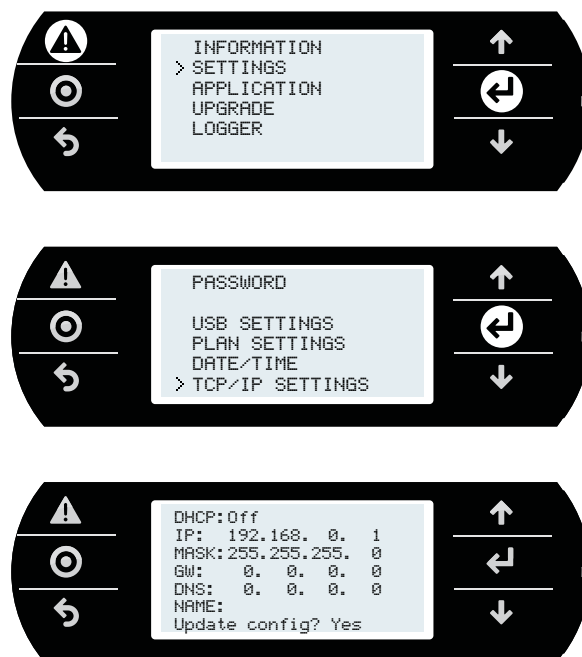 INFORMATION
> SETTINGS
APPLICATION
UPGRADE
LOGGER
PASSWORD
USB SETTINGS
PLAN SETTINGS
DATE/TIME
> TCP/IP SETTINGS
DHCP:Off
IP: 192.168. 0. 1
MASK:255.255.255. 0
GW: 0. 0. 0. 0
DNS: 0. 0. 0. 0
NAME:
Update config? Yes